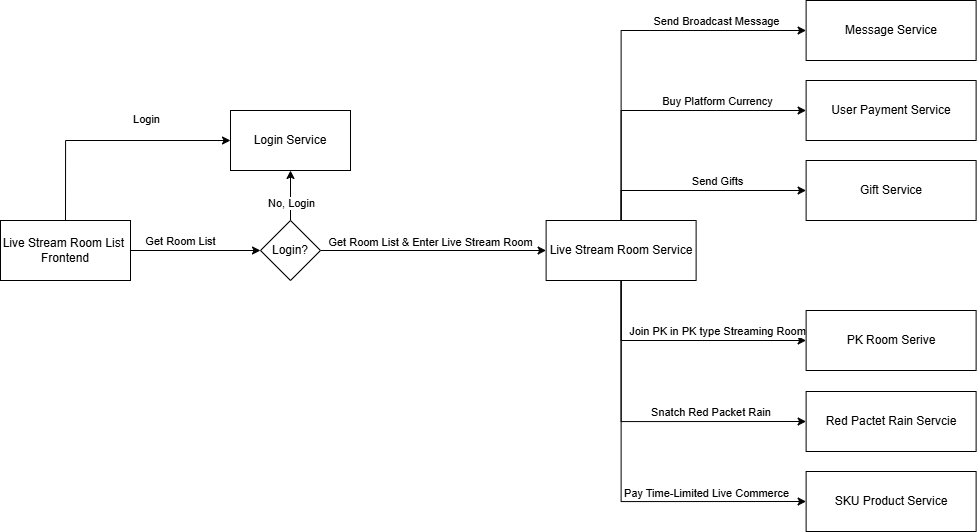 Send Broadcast Message
Message Service
Buy Platform Currency
User Payment Service
Login
Login Service
Send Gifts
Gift Service
No, Login
Live Stream Room List
Frontend
Get Room List
Login?
Get Room List & Enter Live Stream Room
Live Stream Room Service
Join PK in PK type Streaming Room
PK Room Serive
Snatch Red Packet Rain
Red Pactet Rain Servcie
Pay Time-Limited Live Commerce
SKU Product Service